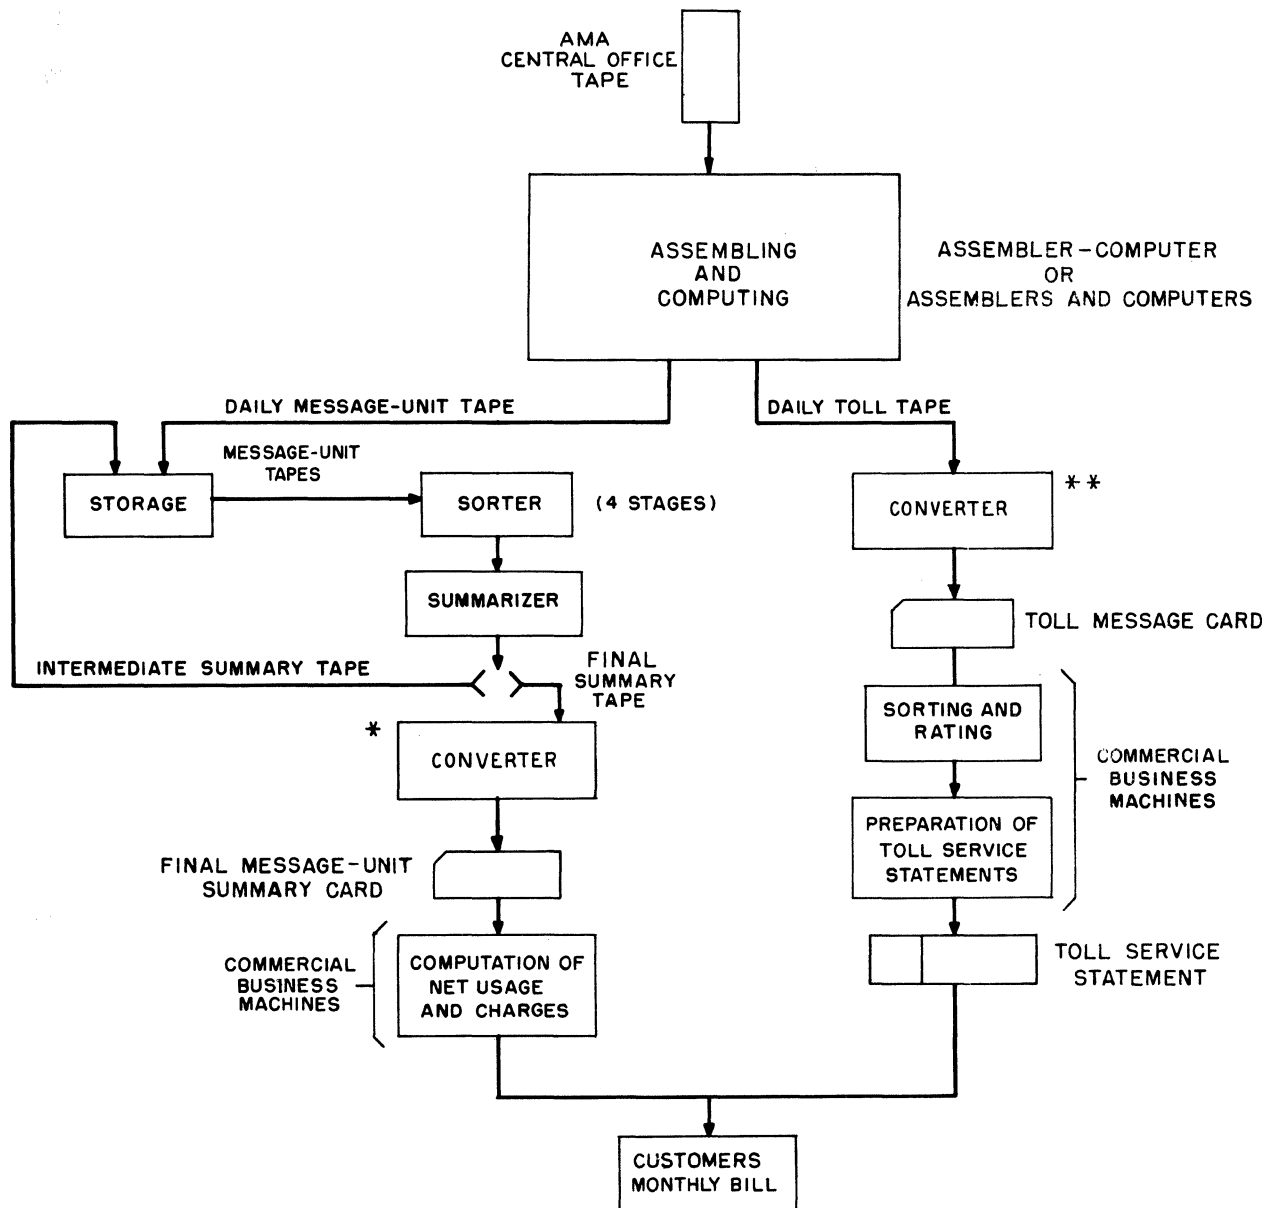 AMA
CENTRAL OFFICE
TAPE
ASSEMBLING
AND
COMPUTING
ASSEMBLER-COMPUTER
OR
ASSEMBLERS AND COMPUTERS
DAILY MESSAGE-UNIT TAPE
DAILY TOLL TAPE
MESSAGE-UNIT
TAPES
STORAGE
SORTER
(4 STAGES)
CONVERTER
**
SUMMARIZER
TOLL MESSAGE CARD
INTERMEDIATE SUMMARY TAPE
FINAL
SUMMARY
TAPE
SORTING AND
RATING
*
CONVERTER
COMMERCIAL
BUSINESS
MACHINES
PREPARATION OF
TOLL SERVICE
STATEMENTS
FINAL MESSAGE-UNIT
SUMMARY CARD
COMMERCIAL
BUSINESS
MACHINES
COMPUTATION OF
NET USAGE
AND CHARGES
TOLL SERVICE
STATEMENT
CUSTOMERS
MONTHLY BILL